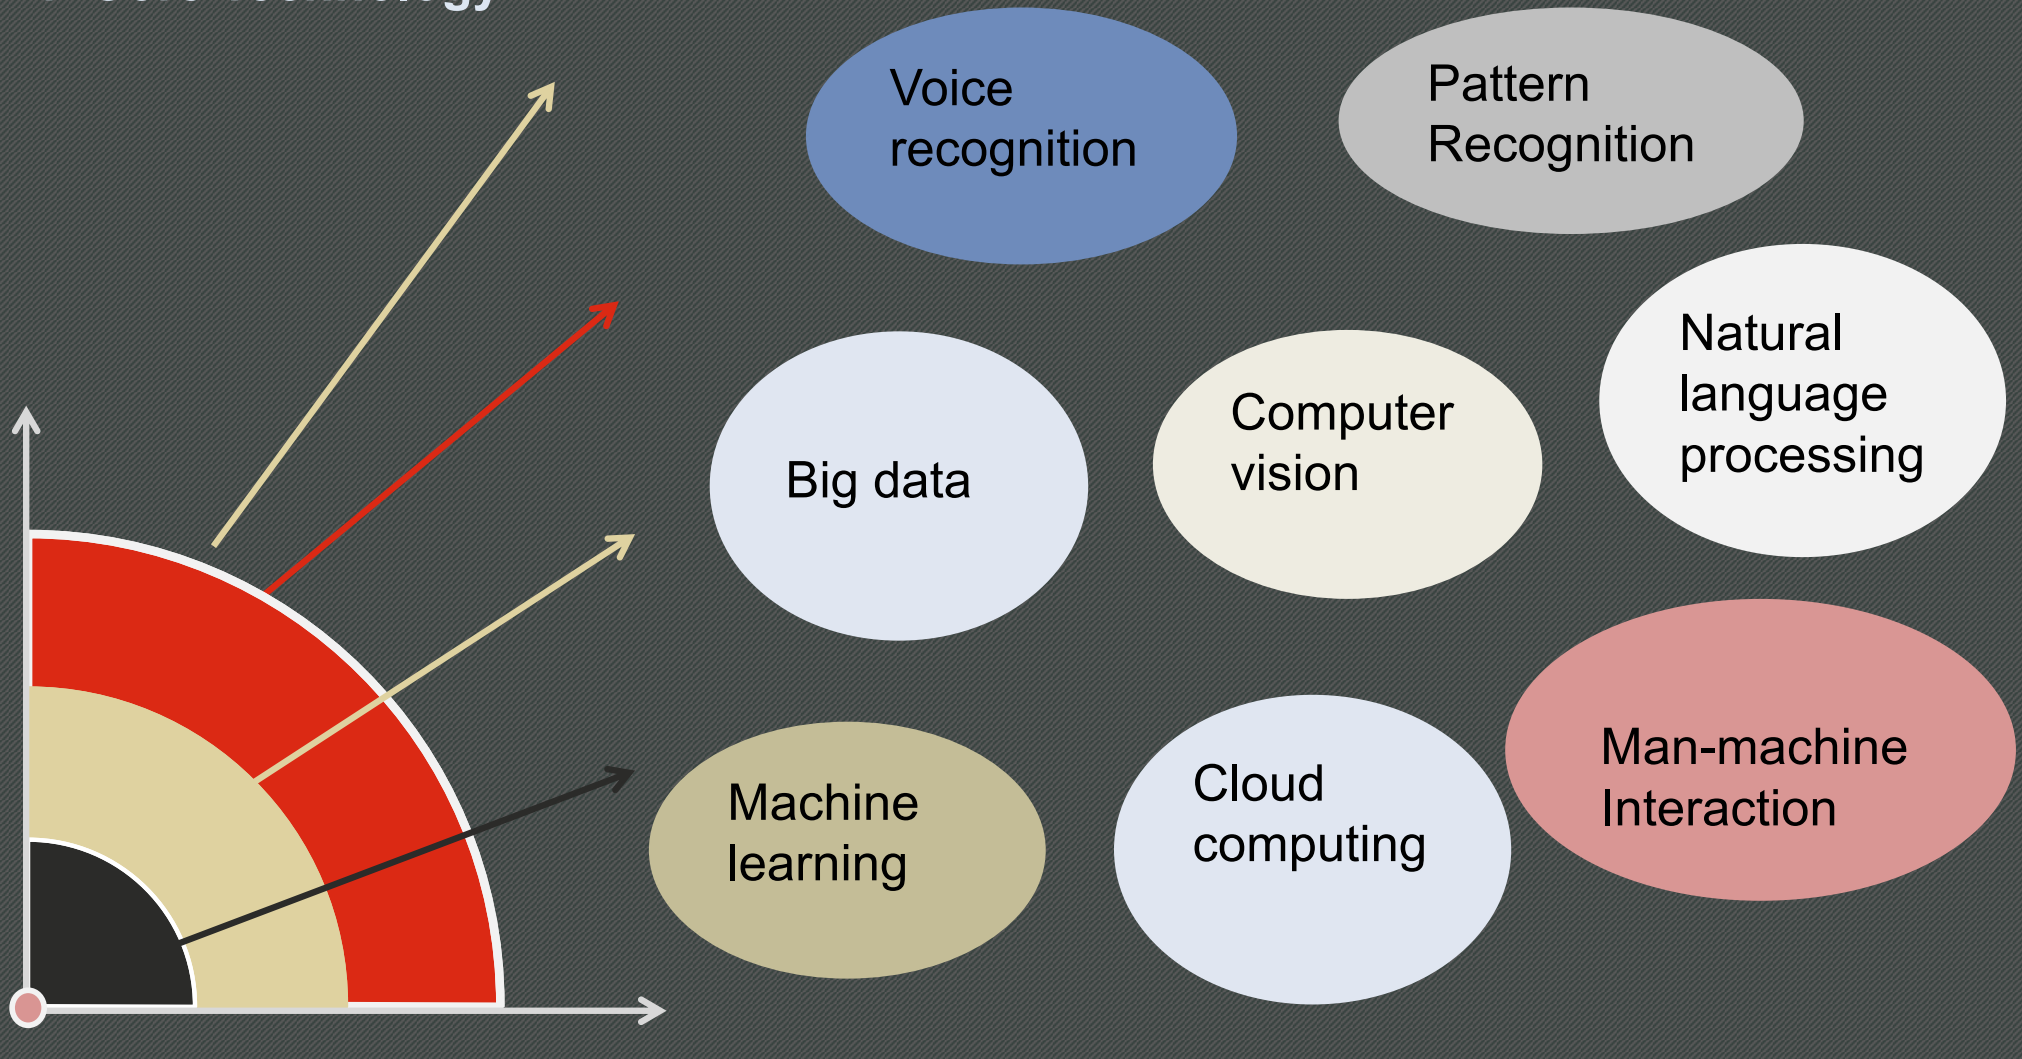 Voice
recognition
Pattern
Recognition
Natural
language
processing
Big data
Computer
vision
Machine
learning
Cloud
computing
Man-machine
Interaction